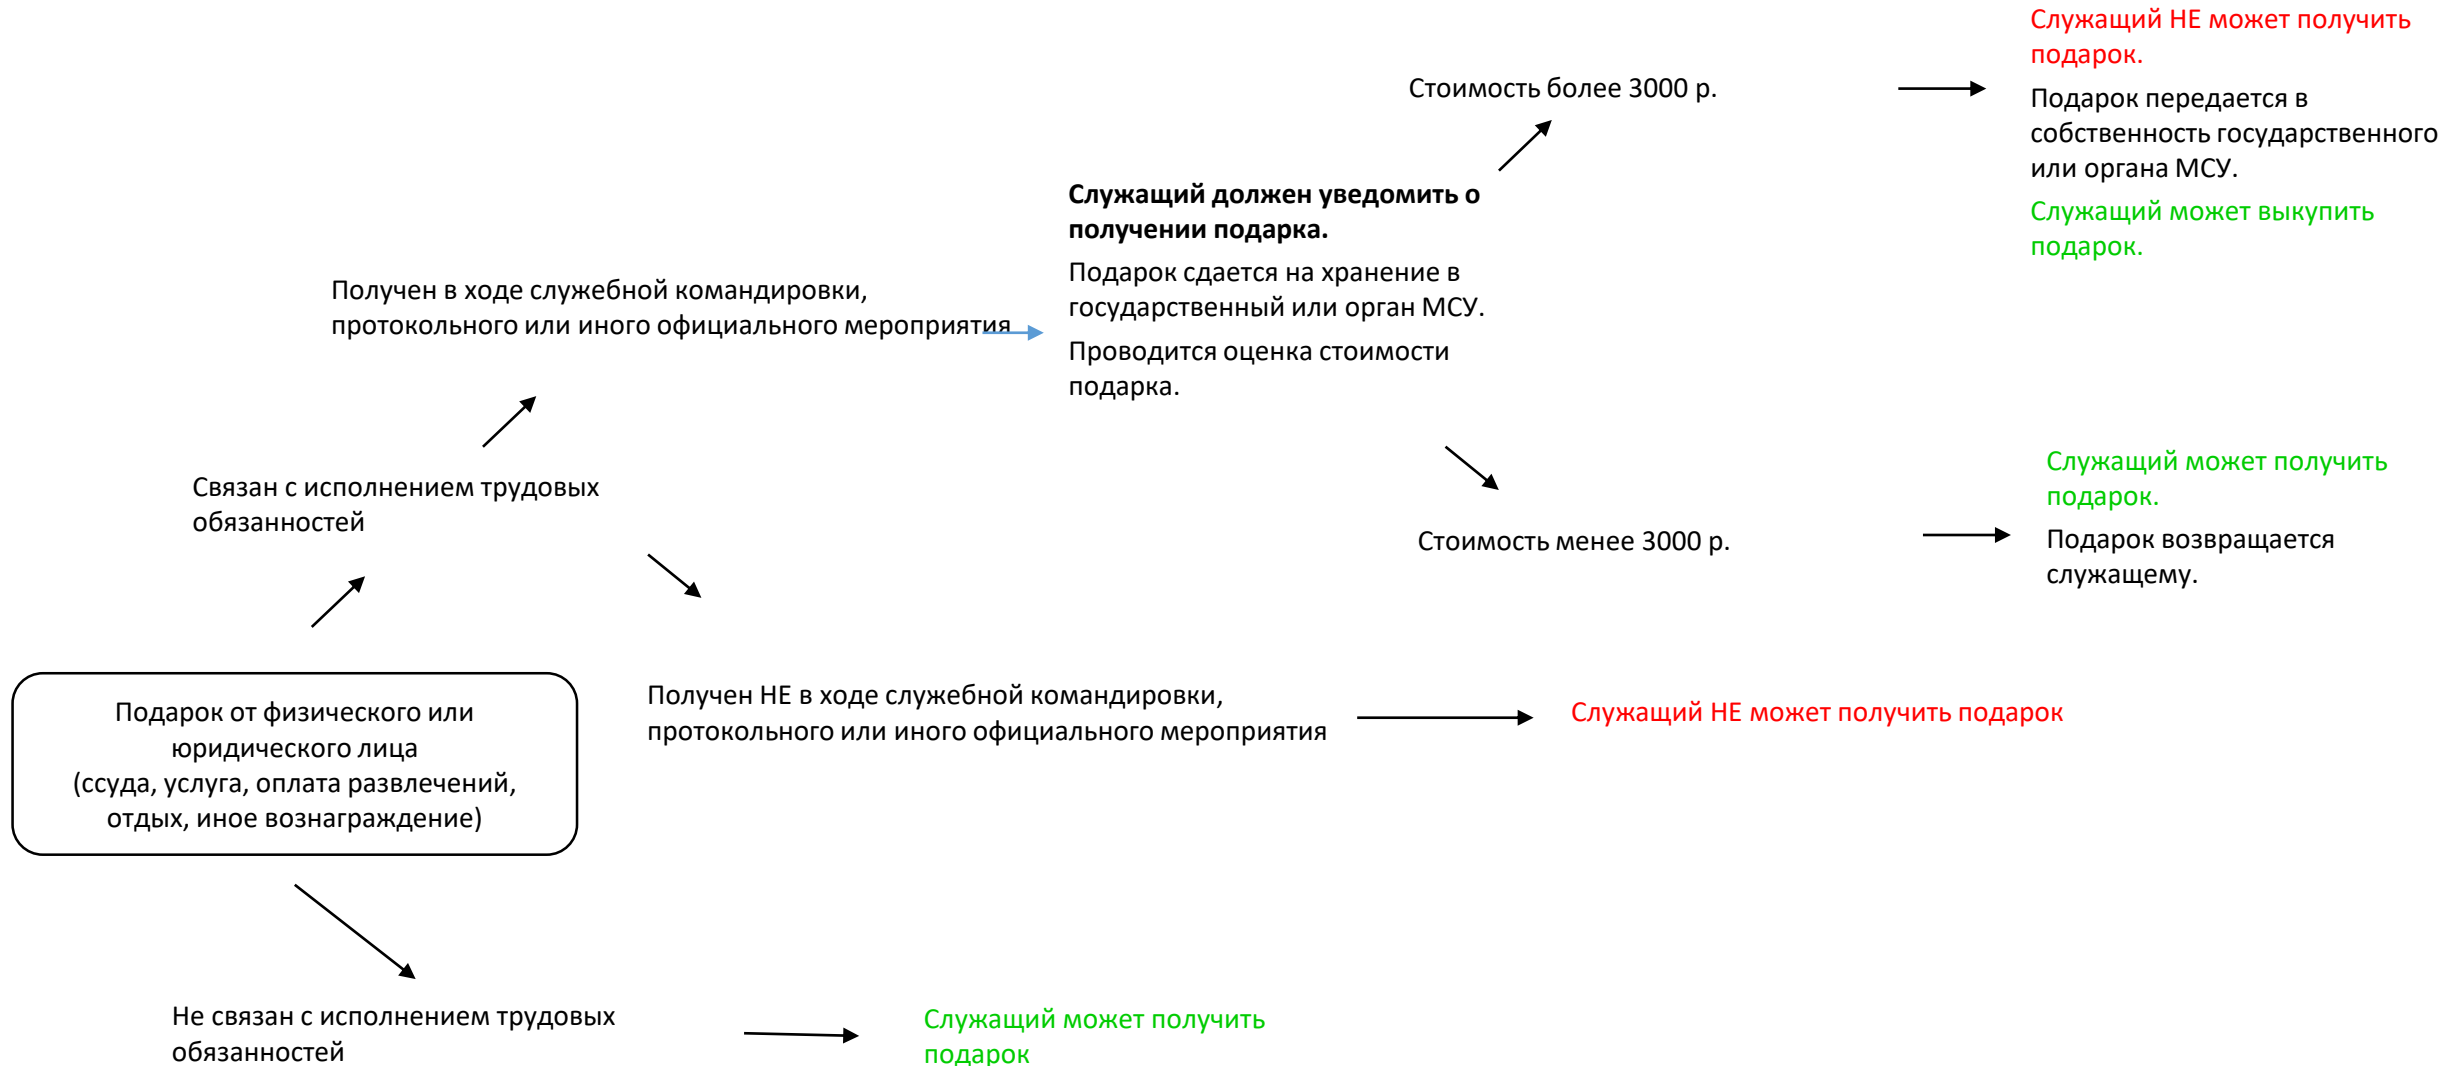 Служащий НЕ может получить
подарок.
Подарок передается в
собственность государственного
или органа МСУ.
Служащий может выкупить
подарок.
Стоимость более 3000 р.
Служащий должен уведомить о
получении подарка.
Подарок сдается на хранение в
государственный или орган МСУ.
Проводится оценка стоимости
подарка.
Получен в ходе служебной командировки,
протокольного или иного официального мероприятия
Служащий может получить
подарок.
Подарок возвращается
служащему.
Стоимость менее 3000 р.
Связан с исполнением трудовых
обязанностей
Подарок от физического или
юридического лица
(ссуда, услуга, оплата развлечений,
отдых, иное вознаграждение)
Получен НЕ в ходе служебной командировки,
протокольного или иного официального мероприятия
Служащий НЕ может получить подарок
Не связан с исполнением трудовых
обязанностей
Служащий может получить
подарок